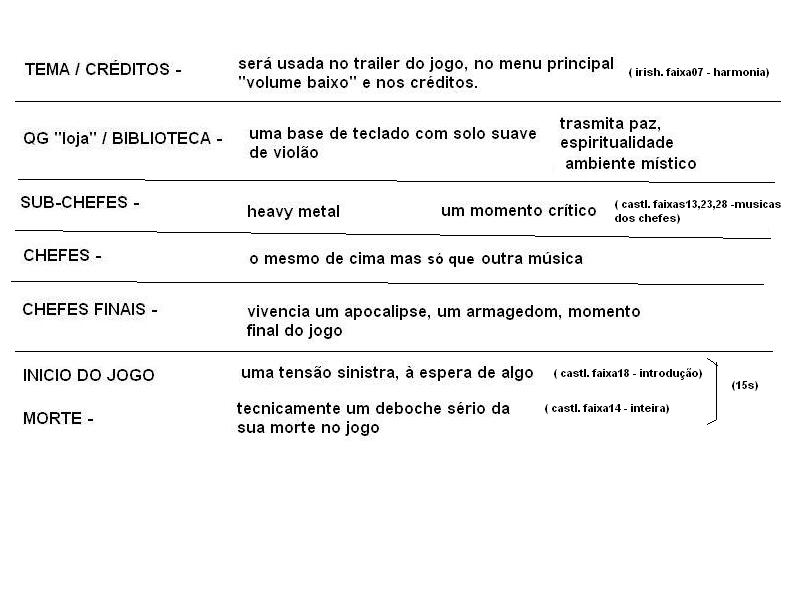 TEMA / CRÉDITOS -
será usada no trailer do jogo, no menu principal
"volume baixo" e nos créditos.
( irish. faixa07 - harmonia)
QG "loja" / BIBLIOTECA -
uma base de teclado com solo suave
de violão
trasmita paz,
espiritualidade
ambiente místico
SUB-CHEFES -
heavy metal
um momento crítico
( castl. faixas13,23,28 -musicas
dos chefes)
CHEFES -
o mesmo de cima mas só que outra música
CHEFES FINAIS -
vivencia um apocalipse, um armagedom, momento
final do jogo
INICIO DO JOGO
uma tensão sinistra, à espera de algo
( castl. faixa18 - introdução)
(15s)
MORTE -
tecnicamente um deboche sério da
sua morte no jogo
( castl. faixa14 - inteira)